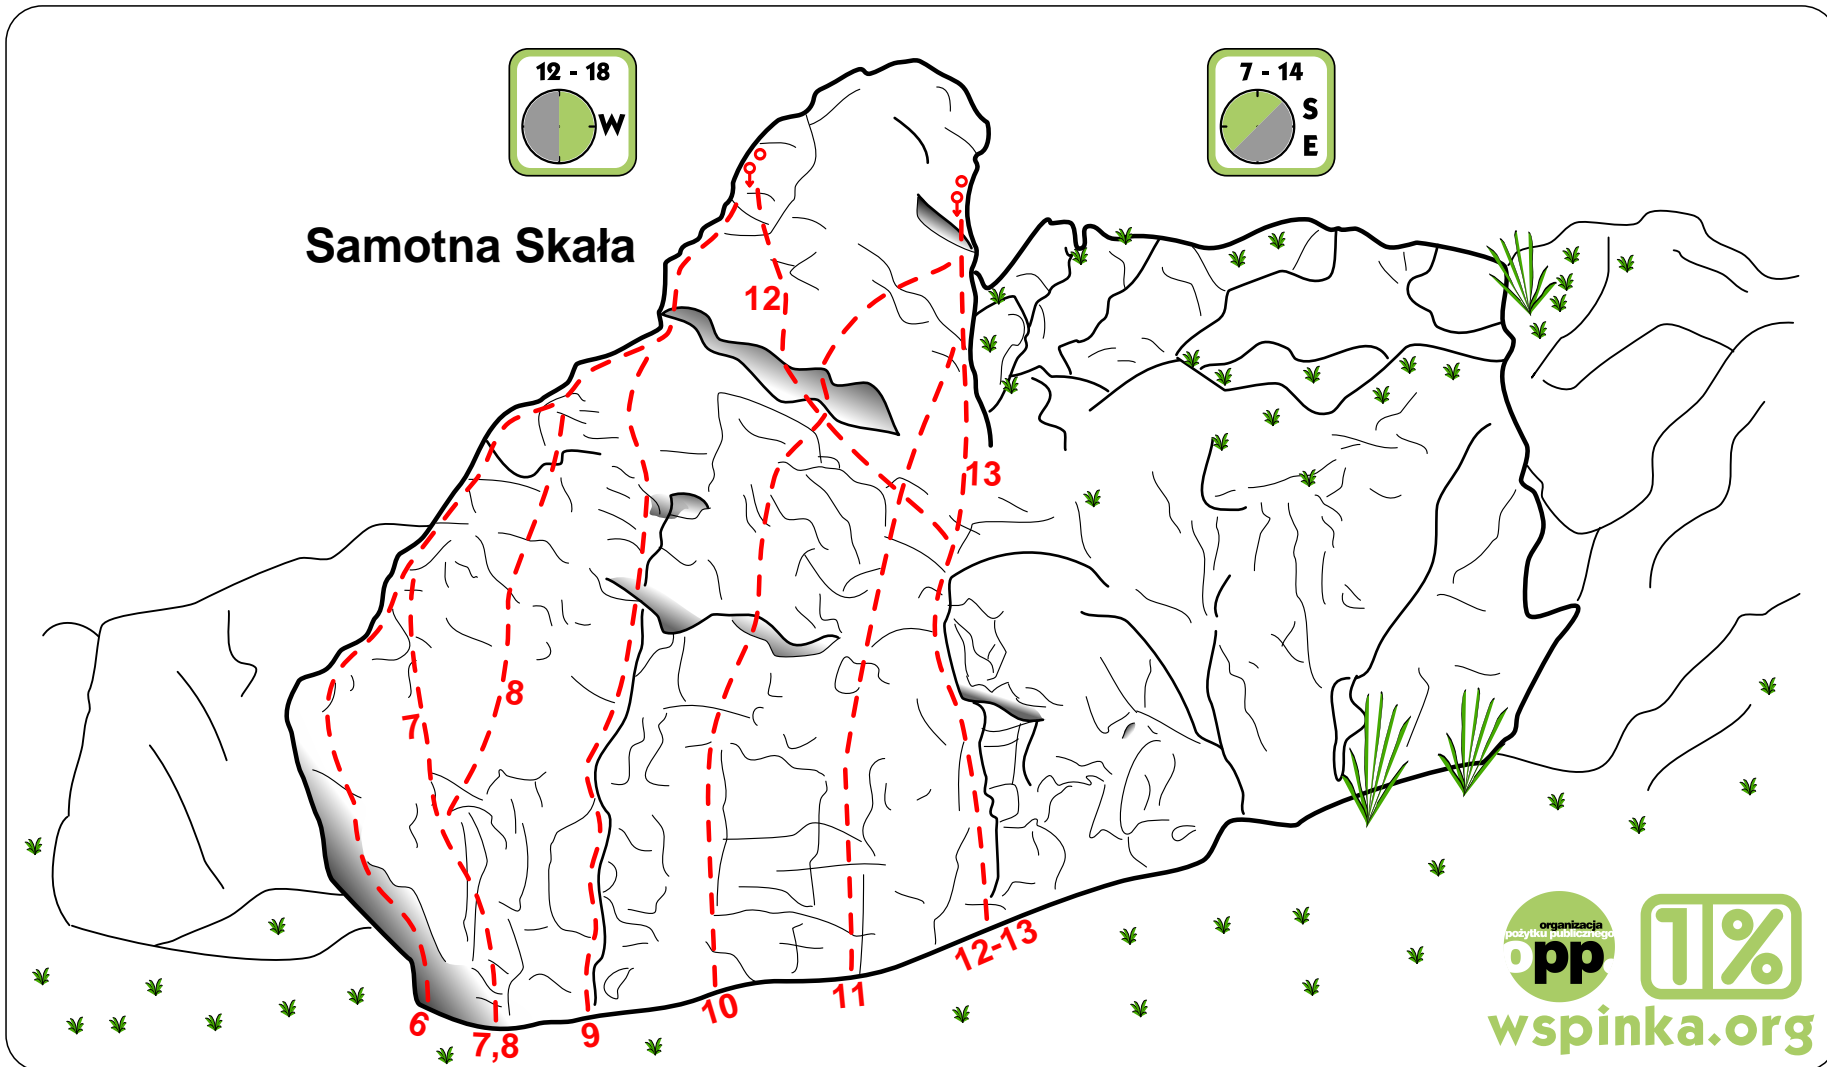 12 - 18
W
7 - 14
S
E
Samotna Skała
12
13
8
7
6
7,8
9
10
11
12-13
organizacja
pożytku publicznego
opp
1%
wspinka.org